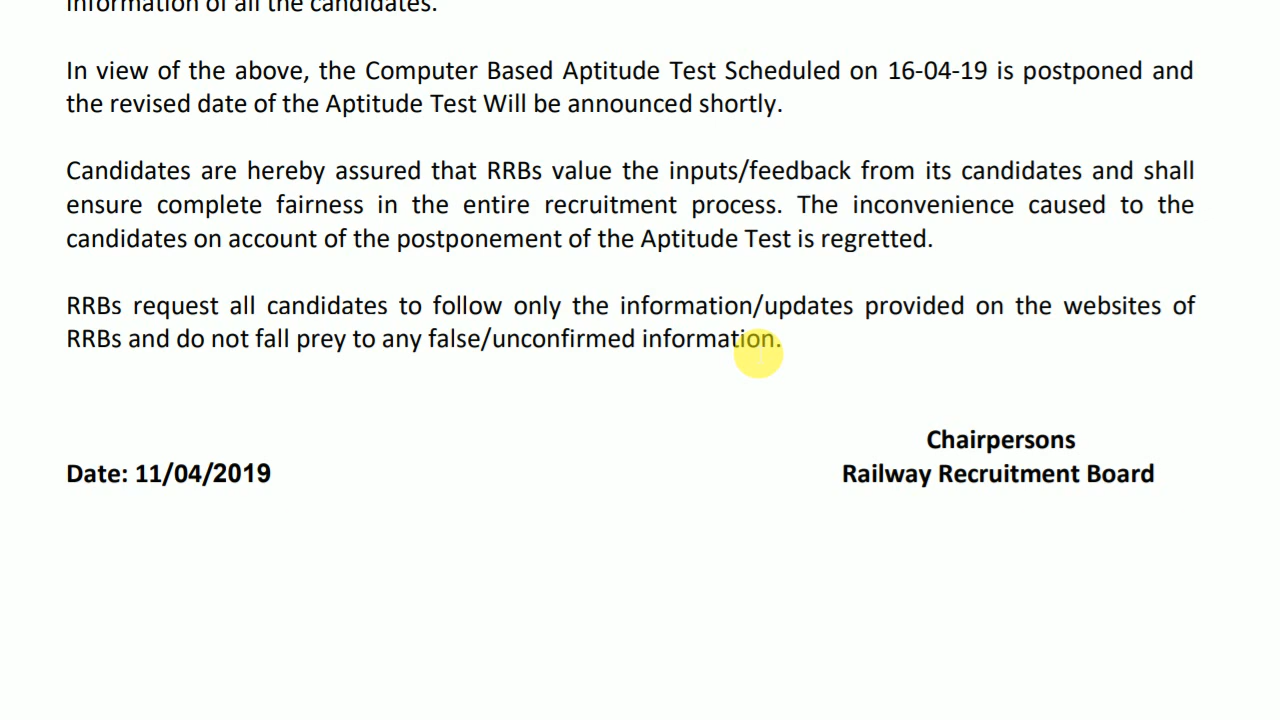 information of all the candidates.
In view of the above, the Computer Based Aptitude Test Scheduled on 16-04-19 is postponed and
the revised date of the Aptitude Test Will be announced shortly.
Candidates are hereby assured that RRBs value the inputs/feedback from its candidates and shall
ensure complete fairness in the entire recruitment process. The inconvenience caused to the
candidates on account of the postponement of the Aptitude Test is regretted.
RRBs request all candidates to follow only the information/updates provided on the websites of
RRBs and do not fall prey to any false/unconfirmed information.
Chairpersons
Date: 11/04/2019 Railway Recruitment Board